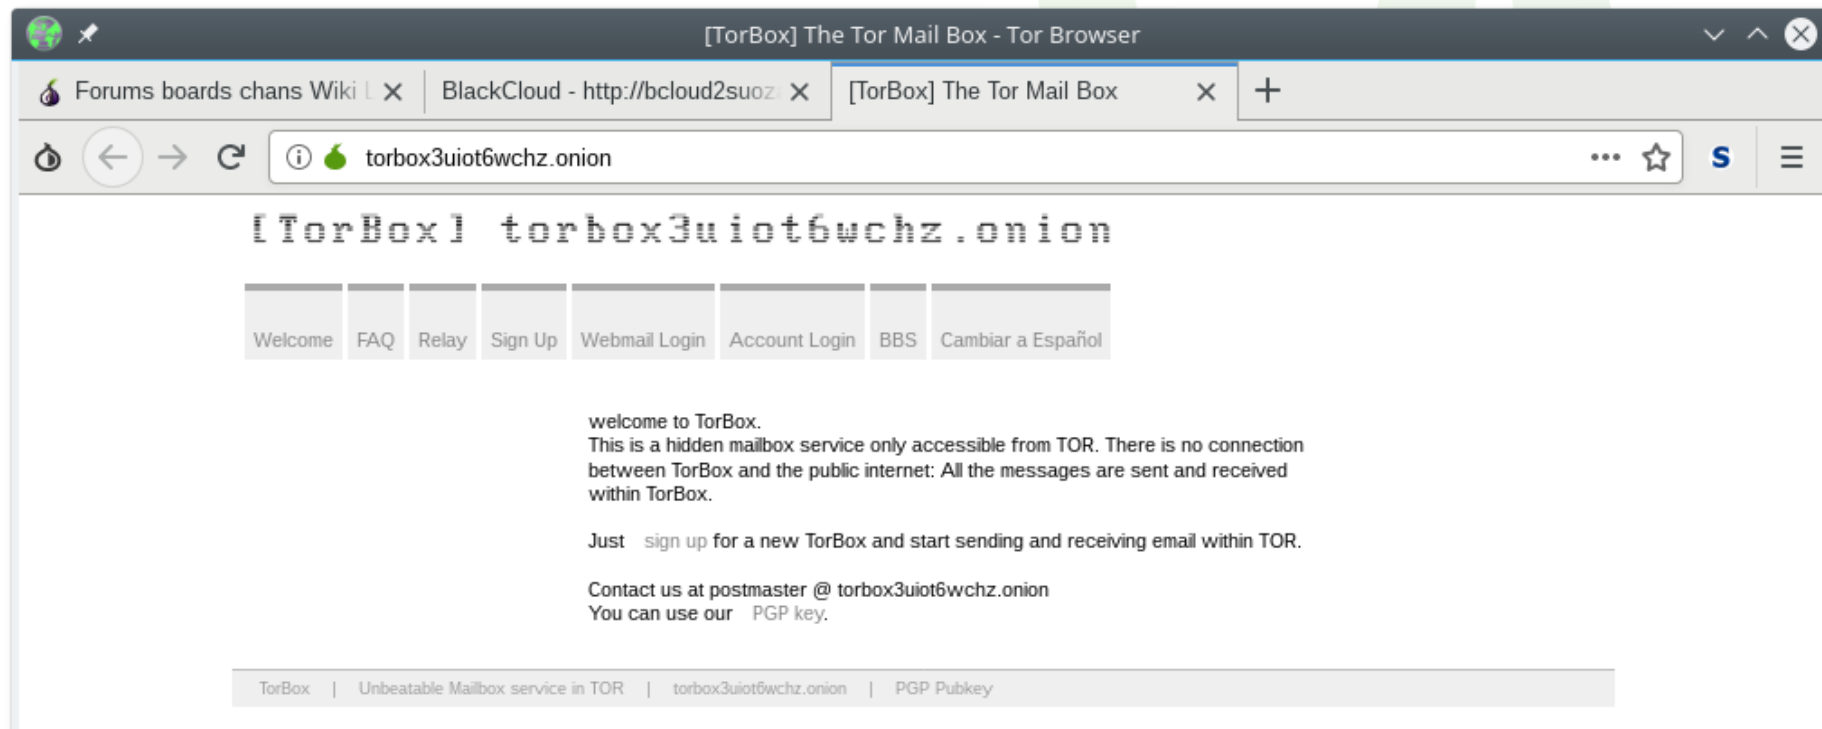 [TorBox] The Tor Mail Box - Tor Browser
Forums boards chans Wiki
BlackCloud - http://bcloud2suoz
[TorBox] The Tor Mail Box
torbox3uiot6wchz.onion
S
[TorBox] torbox3uiot6wchz.onion
Welcome FAQ Relay Sign Up Webmail Login Account Login BBS Cambiar a Español
welcome to TorBox.
This is a hidden mailbox service only accessible from TOR. There is no connection
between TorBox and the public internet: All the messages are sent and received
within TorBox.
Just sign up for a new TorBox and start sending and receiving email within TOR.
Contact us at postmaster @ torbox3uiot6wchz.onion
You can use our PGP key.
TorBox | Unbeatable Mailbox service in TOR | torbox3uiot6wchz.onion | PGP Pubkey